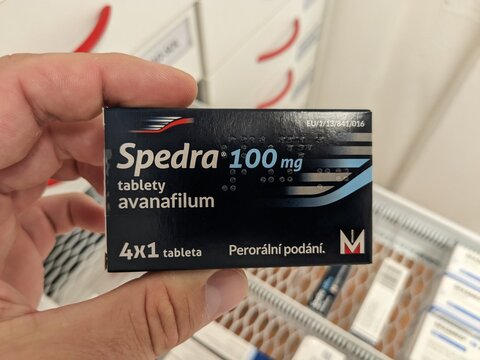 EU/1/13/841/016
Spedra® 100 mg
tablety
avanafilum
4x1 tableta
Perorální podání.
M